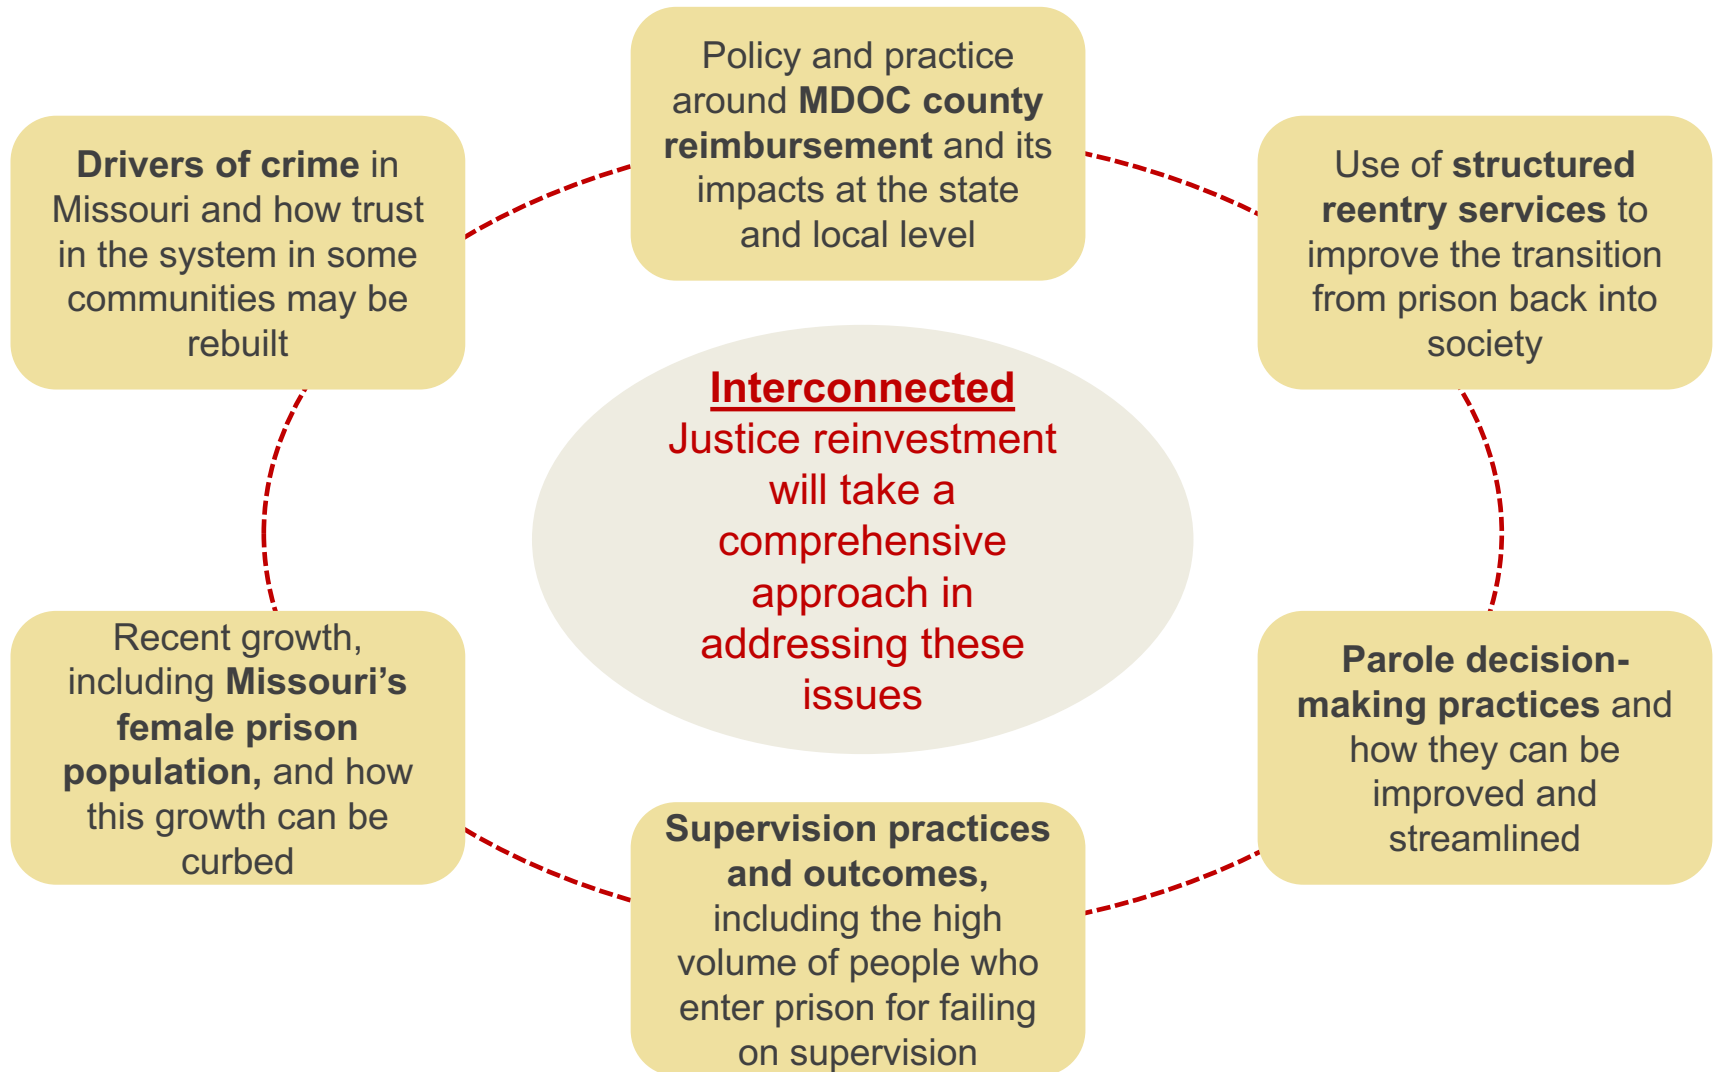 Policy and practice
around MDOC county
reimbursement and its
impacts at the state
and local level
Drivers of crime in
Missouri and how trust
in the system in some
communities may be
rebuilt
Use of structured
reentry services to
improve the transition
from prison back into
society
Interconnected
Justice reinvestment
will take a
comprehensive
approach in
addressing these
issues
Recent growth,
including Missouri’s
female prison
population, and how
this growth can be
curbed
Parole decision-
making practices and
how they can be
improved and
streamlined
Supervision practices
and outcomes,
including the high
volume of people who
enter prison for failing
on supervision